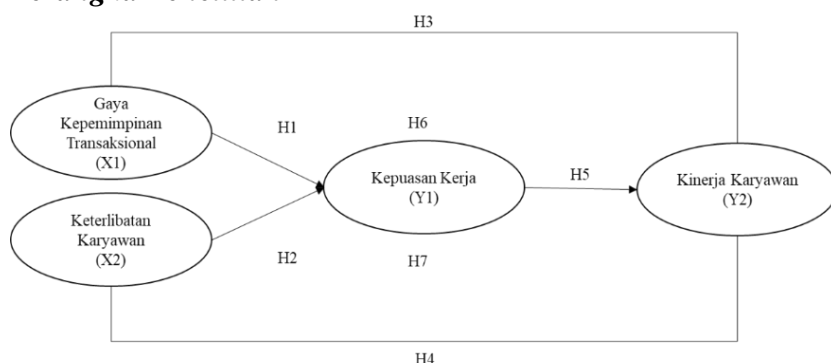 H3
Gaya
Kepemimpinan
Transaksional
(X1)
H1
H6
Kepuasan Kerja
(Y1)
H5
Kinerja Karyawan
(Y2)
Keterlibatan
Karyawan
(X2)
H2
H7
H4